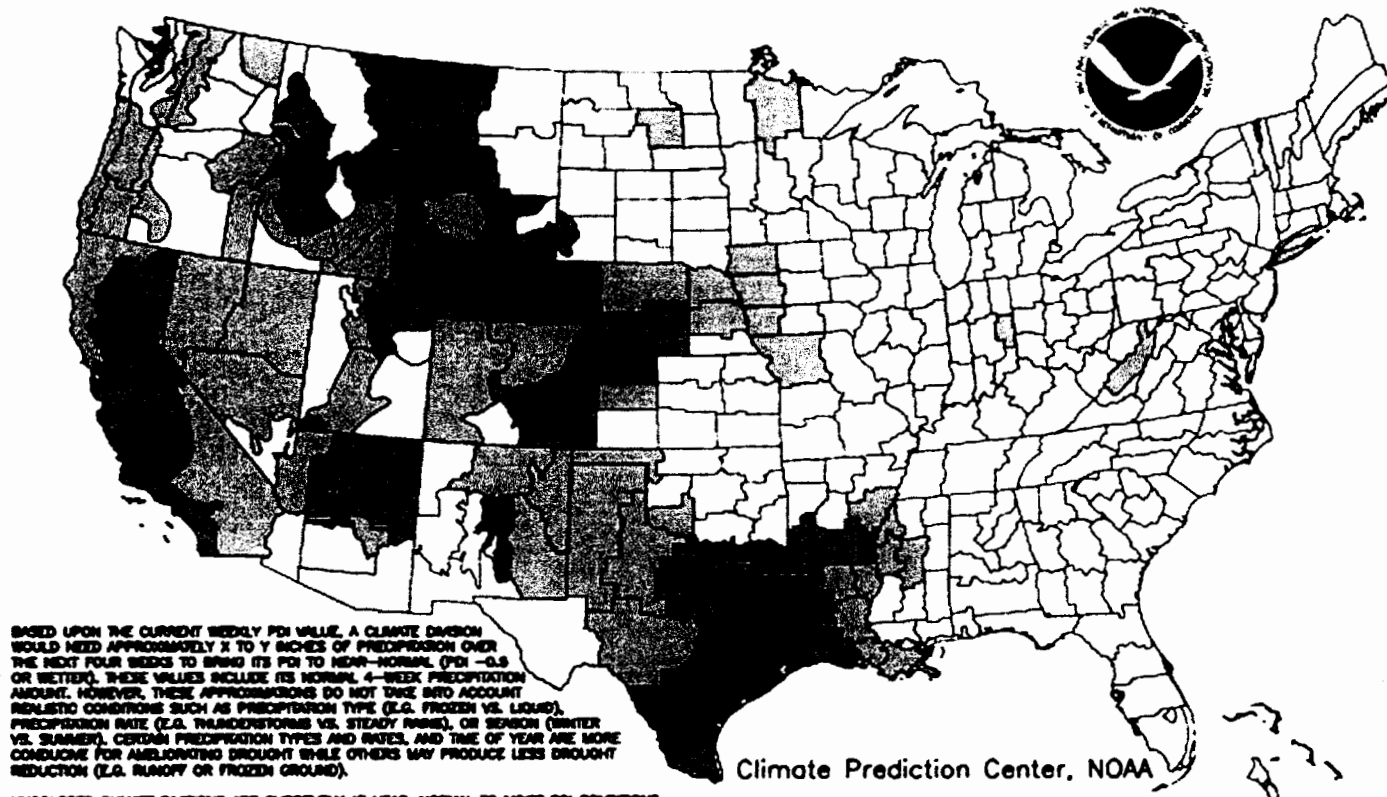 BASED UPON THE CURRENT WEEKLY PDI VALUE, A CLIMATE DIVISION
WOULD NEED APPROXIMATELY X TO Y INCHES OF PRECIPITATION OVER
THE NEXT FOUR WEEKS TO BRING ITS PDI TO NEAR-NORMAL (PDI -0.5
OR WETTER). THESE VALUES INCLUDE ITS NORMAL 4-WEEK PRECIPITATION
AMOUNT. HOWEVER, THESE APPROXIMATIONS DO NOT TAKE INTO ACCOUNT
REALISTIC CONDITIONS SUCH AS PRECIPITATION TYPE (E.G. FROZEN VS. LIQUID),
PRECIPITATION RATE (E.G. THUNDERSTORMS VS. STEADY RAINS), OR SEASON (WINTER
VS. SUMMER). CERTAIN PRECIPITATION TYPES AND RATES, AND TIME OF YEAR ARE MORE
CONDUCIVE FOR AMELIORATING DROUGHT WHILE OTHERS MAY PRODUCE LESS DROUGHT
REDUCTION (E.G. RUNOFF OR FROZEN GROUND).
Climate Prediction Center, NOAA